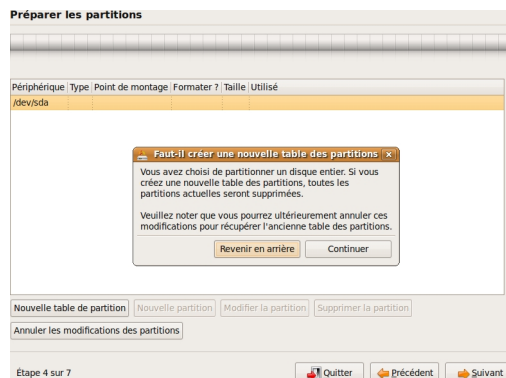 Préparer les partitions
Périphérique Type Point de montage Formater ? Taille Utilisé
/dev/sda
Faut-il créer une nouvelle table des partitions
Vous avez choisi de partitionner un disque entier. Si vous
créez une nouvelle table des partitions, toutes les
partitions actuelles seront supprimées.
Veuillez noter que vous pourrez ultérieurement annuler ces
modifications pour récupérer l'ancienne table des partitions.
Revenir en arrière Continuer
Nouvelle table de partition Nouvelle partition Modifier la partition Supprimer la partition
Annuler les modifications des partitions
Étape 4 sur 7 Quitter Précédent Suivant